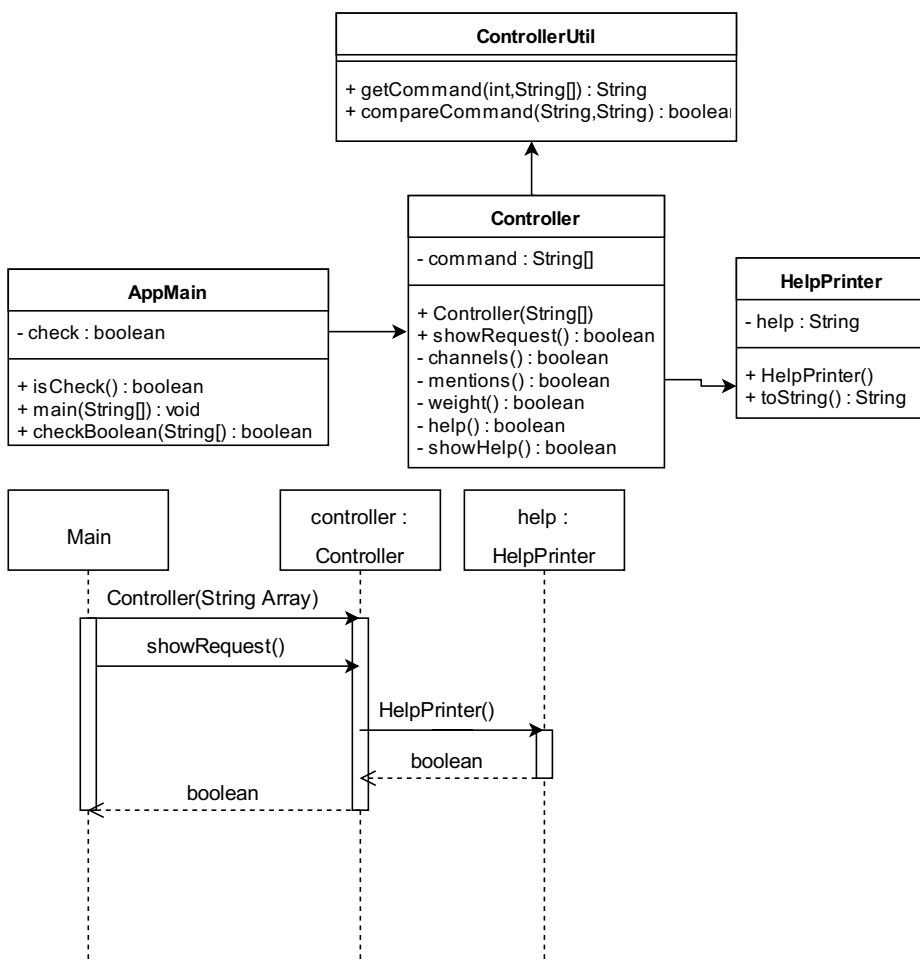 ControllerUtil
+ getCommand(int,String[]) : String
+ compareCommand(String,String) : boolea
Controller
- command : String[]
+ Controller(String[])
+ showRequest() : boolean
- channels() : boolean
- mentions() : boolean
- weight() : boolean
- help() : boolean
- showHelp() : boolean
AppMain
- check : boolean
+ isCheck() : boolean
+ main(String[]) : void
+ checkBoolean(String[) : boolean
HelpPrinter
- help : String
+ HelpPrinter()
+ toString() : String
Main
controller :
Controller
help :
HelpPrinter
Controller(String Array)
showRequest()
HelpPrinter()
boolean
boolean